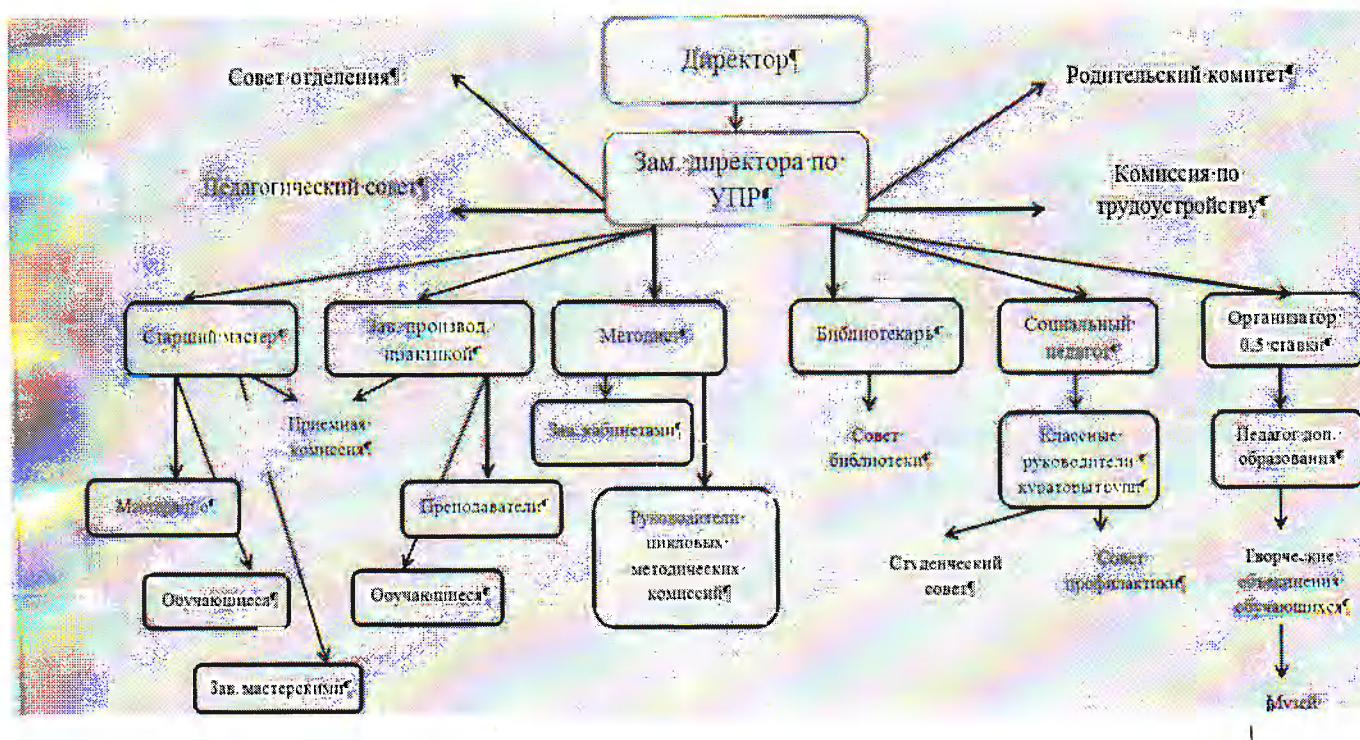 Директор¶
Совет·отделения¶
Родительский·комитет¶
Зам.·директора·по·
УПР¶
Педагогический·совет¶
Комиссия·по·
трудоустройству¶
Старший·мастер¶
Зав.·производ.·
практикой¶
Методист¶
Библиотекарь¶
Социальный·
педагог¶
Организатор·
0.5·ставки¶
Приемная·
комиссия¶
Зав.·кабинетами¶
Совет·
библиотеки¶
Классные·
руководители·¶
кураторы групп
Педагог·доп.·
образования¶
Преподаватели¶
Руководители·
цикловых·
методических·
комиссий¶
Студенческий
совет¶
Совет·
профилактики¶
Творческие
объединения
обучающихся¶
Обучающиеся¶
Обучающиеся¶
Зав.·мастерскими¶
Музей·